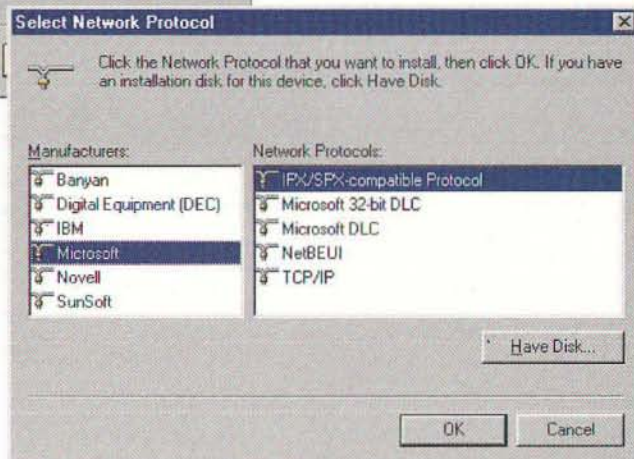 Select Network Protocol
Click the Network Protocol that you want to install, then click OK. If you have
an installation disk for this device, click Have Disk.
Manufacturers:
Banyan
Digital Equipment (DEC)
IBM
Microsoft
Novell
SunSoft
Network Protocols:
IPX/SPX-compatible Protocol
Microsoft 32-bit DLC
Microsoft DLC
NetBEUI
TCP/IP
Have Disk...
OK
Cancel